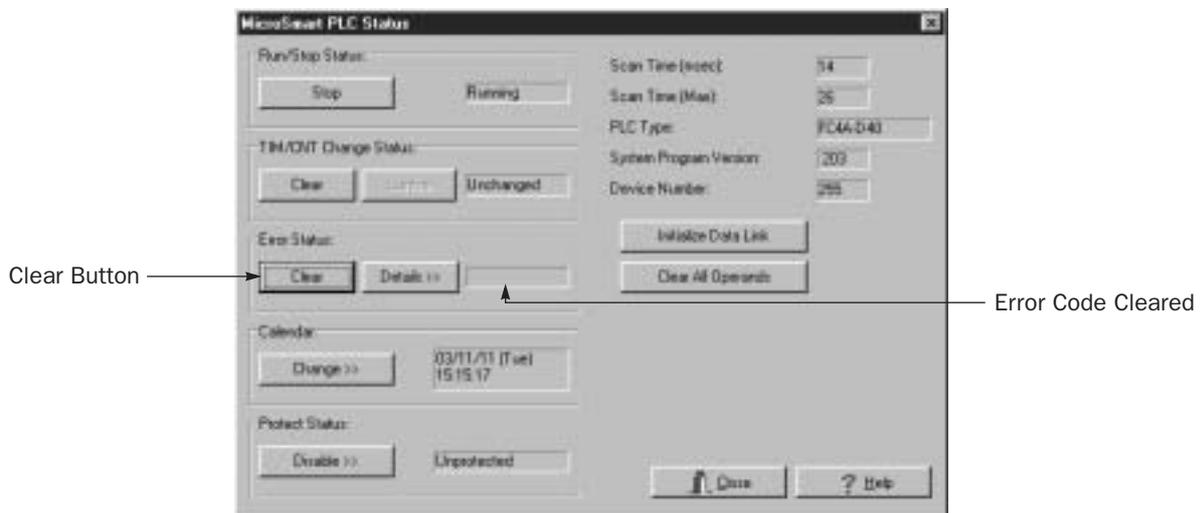 MicroSmart PLC Status
Run/Stop Status:
Stop
Running
TIM/CNT Change Status:
Clear
Unchanged
Error Status:
Clear
Details >>
Calendar
Change >>
03/11/11 (Tue)
15:15:17
Protect Status:
Disable >>
Unprotected
Scan Time (msec):
14
Scan Time (Max):
26
PLC Type:
FC4A-D40
System Program Version:
203
Device Number:
255
Initialize Data Link
Clear All Operands
Close
? Help
Clear Button
Error Code Cleared